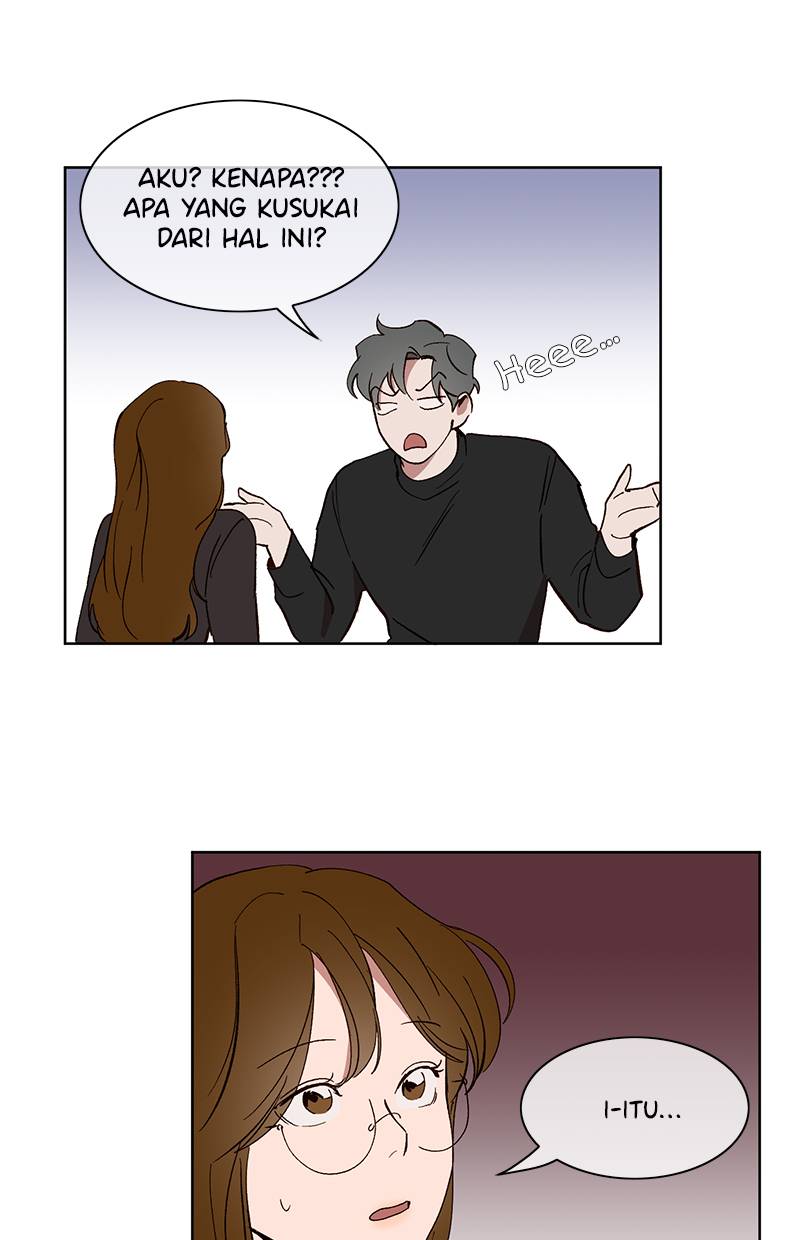 AKU? KENAPA???
APA YANG KUSUKAI
DARI HAL INI?
Heee...
I-ITU...